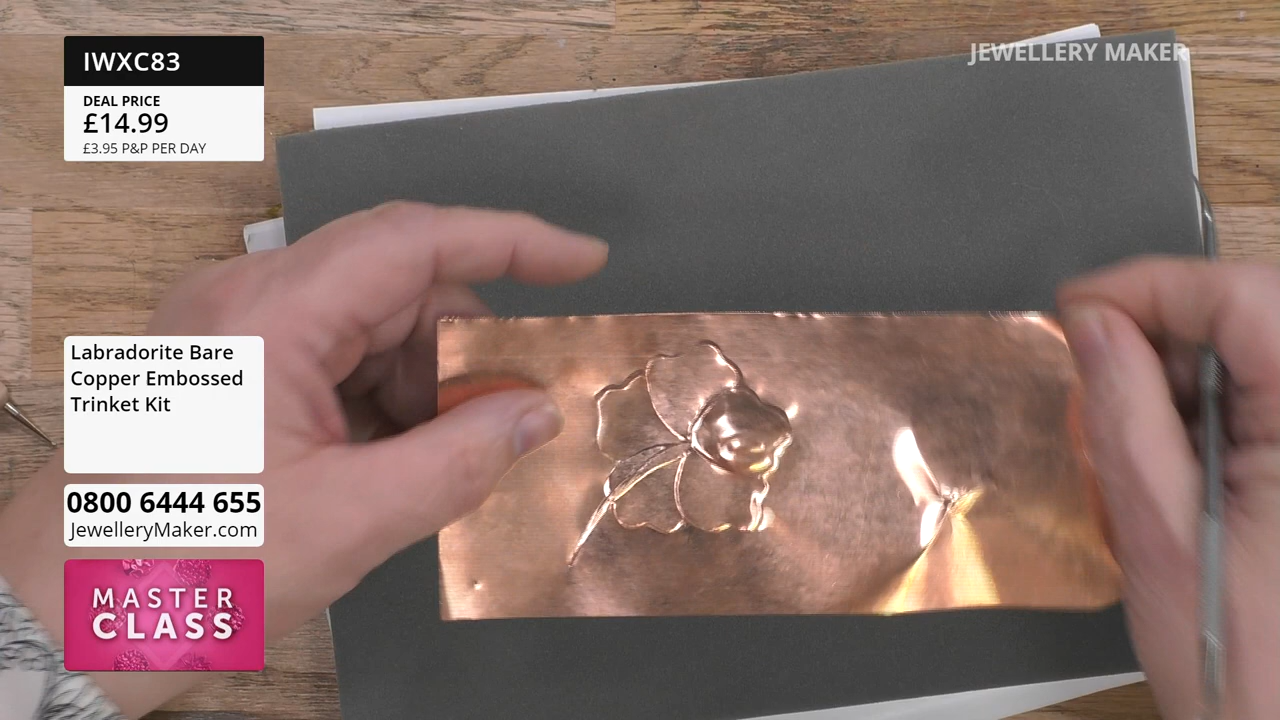 IWXC83
DEAL PRICE
£14.99
£3.95 P&P PER DAY
JEWELLERY MAKER
Labradorite Bare
Copper Embossed
Trinket Kit
0800 6444 655
JewelleryMaker.com
MASTER
CLASS